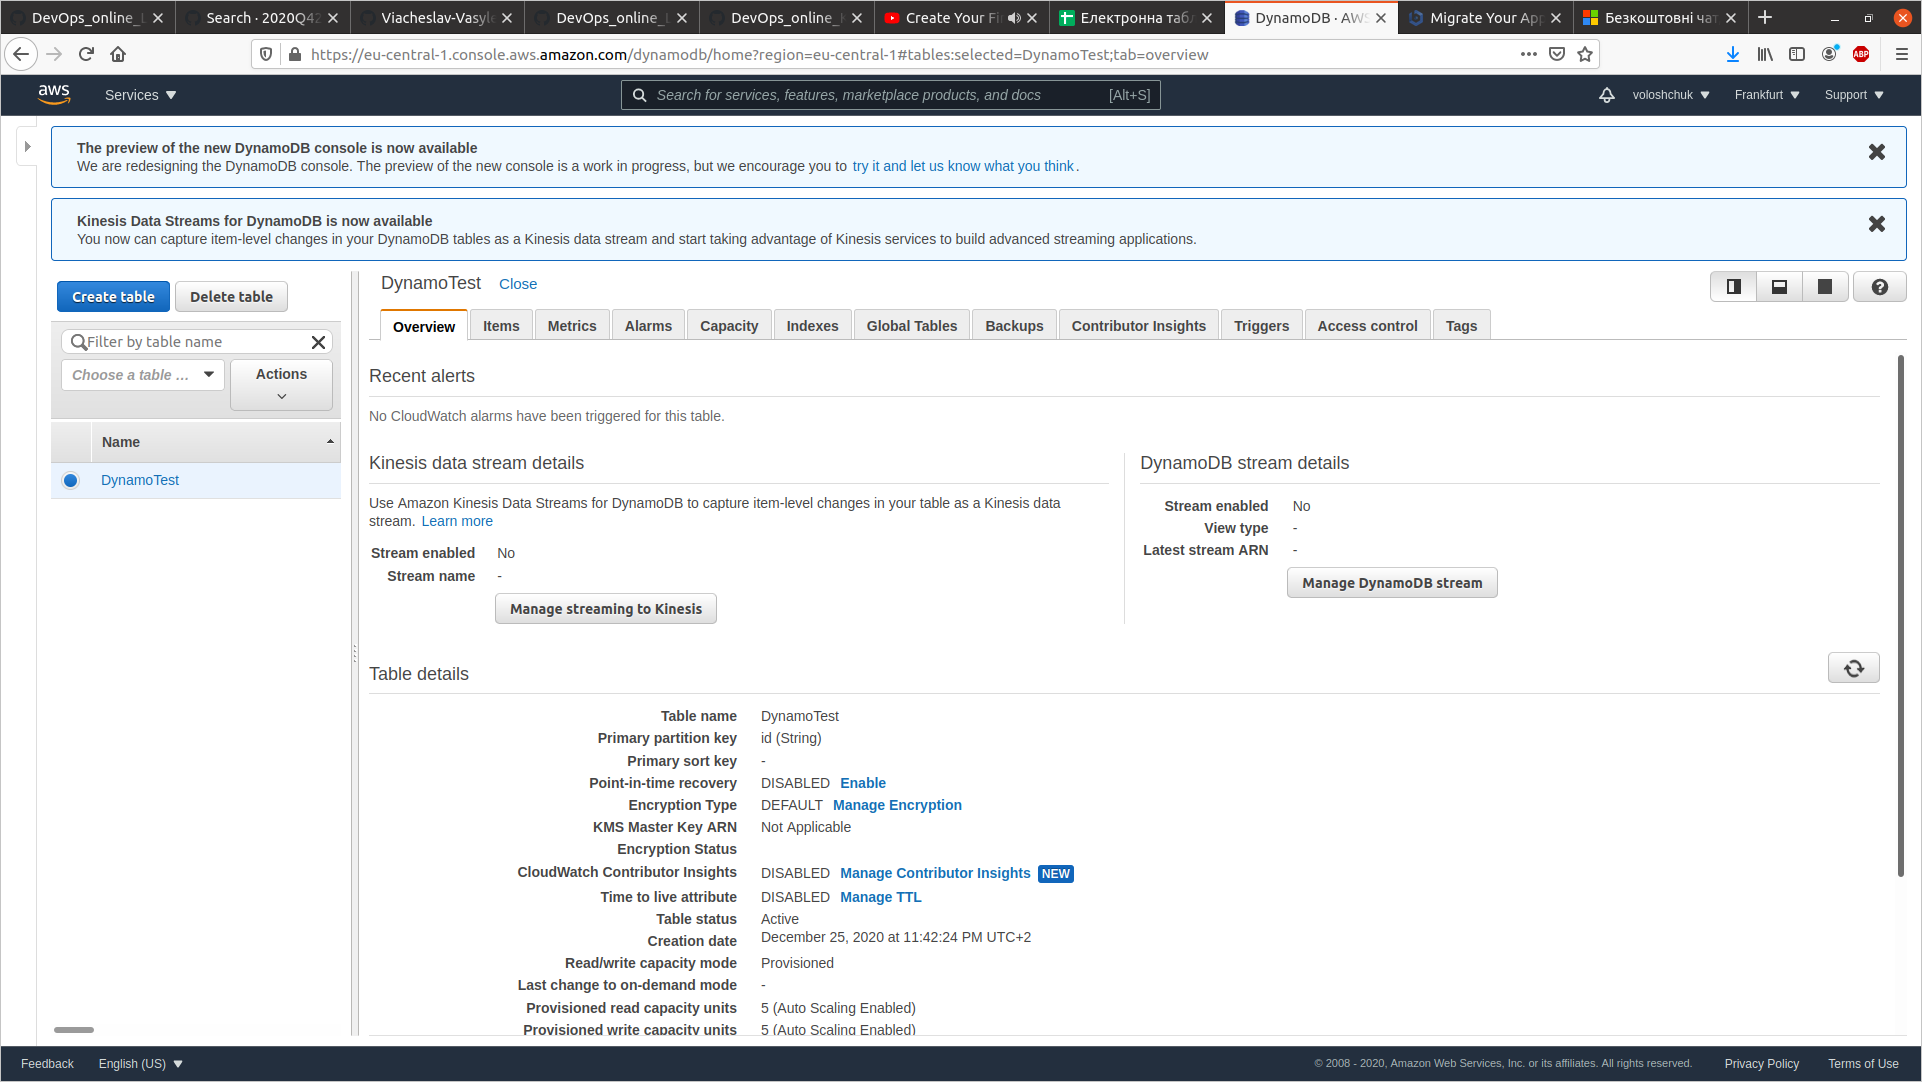 DevOps_online_L
Search · 2020Q42
Viacheslav-Vasyle
DevOps_online_L
DevOps_online_
Create Your Fi
Електронна табл
DynamoDB · AWS
Migrate Your App
Безкоштовні чат
https://eu-central-1.console.aws.amazon.com/dynamodb/home?region=eu-central-1#tables:selected=DynamoTest;tab=overview
ABP
aws
Services
Search for services, features, marketplace products, and docs
[Alt+S]
voloshchuk
Frankfurt
Support
The preview of the new DynamoDB console is now available
We are redesigning the DynamoDB console. The preview of the new console is a work in progress, but we encourage you to try it and let us know what you think.
Kinesis Data Streams for DynamoDB is now available
You now can capture item-level changes in your DynamoDB tables as a Kinesis data stream and start taking advantage of Kinesis services to build advanced streaming applications.
Create table
Delete table
Filter by table name
Choose a table ...
Actions
Name
DynamoTest
DynamoTest Close
Overview
Items
Metrics
Alarms
Capacity
Indexes
Global Tables
Backups
Contributor Insights
Triggers
Access control
Tags
Recent alerts
No CloudWatch alarms have been triggered for this table.
Kinesis data stream details
Use Amazon Kinesis Data Streams for DynamoDB to capture item-level changes in your table as a Kinesis data
stream. Learn more
Stream enabled No
Stream name -
Manage streaming to Kinesis
DynamoDB stream details
Stream enabled No
View type -
Latest stream ARN -
Manage DynamoDB stream
Table details
Table name DynamoTest
Primary partition key id (String)
Primary sort key -
Point-in-time recovery DISABLED Enable
Encryption Type DEFAULT Manage Encryption
KMS Master Key ARN Not Applicable
Encryption Status
CloudWatch Contributor Insights DISABLED Manage Contributor Insights NEW
Time to live attribute DISABLED Manage TTL
Table status Active
Creation date December 25, 2020 at 11:42:24 PM UTC+2
Read/write capacity mode Provisioned
Last change to on-demand mode -
Provisioned read capacity units 5 (Auto Scaling Enabled)
Provisioned write capacity units 5 (Auto Scaling Enabled)
Feedback
English (US)
© 2008 - 2020, Amazon Web Services, Inc. or its affiliates. All rights reserved.
Privacy Policy
Terms of Use